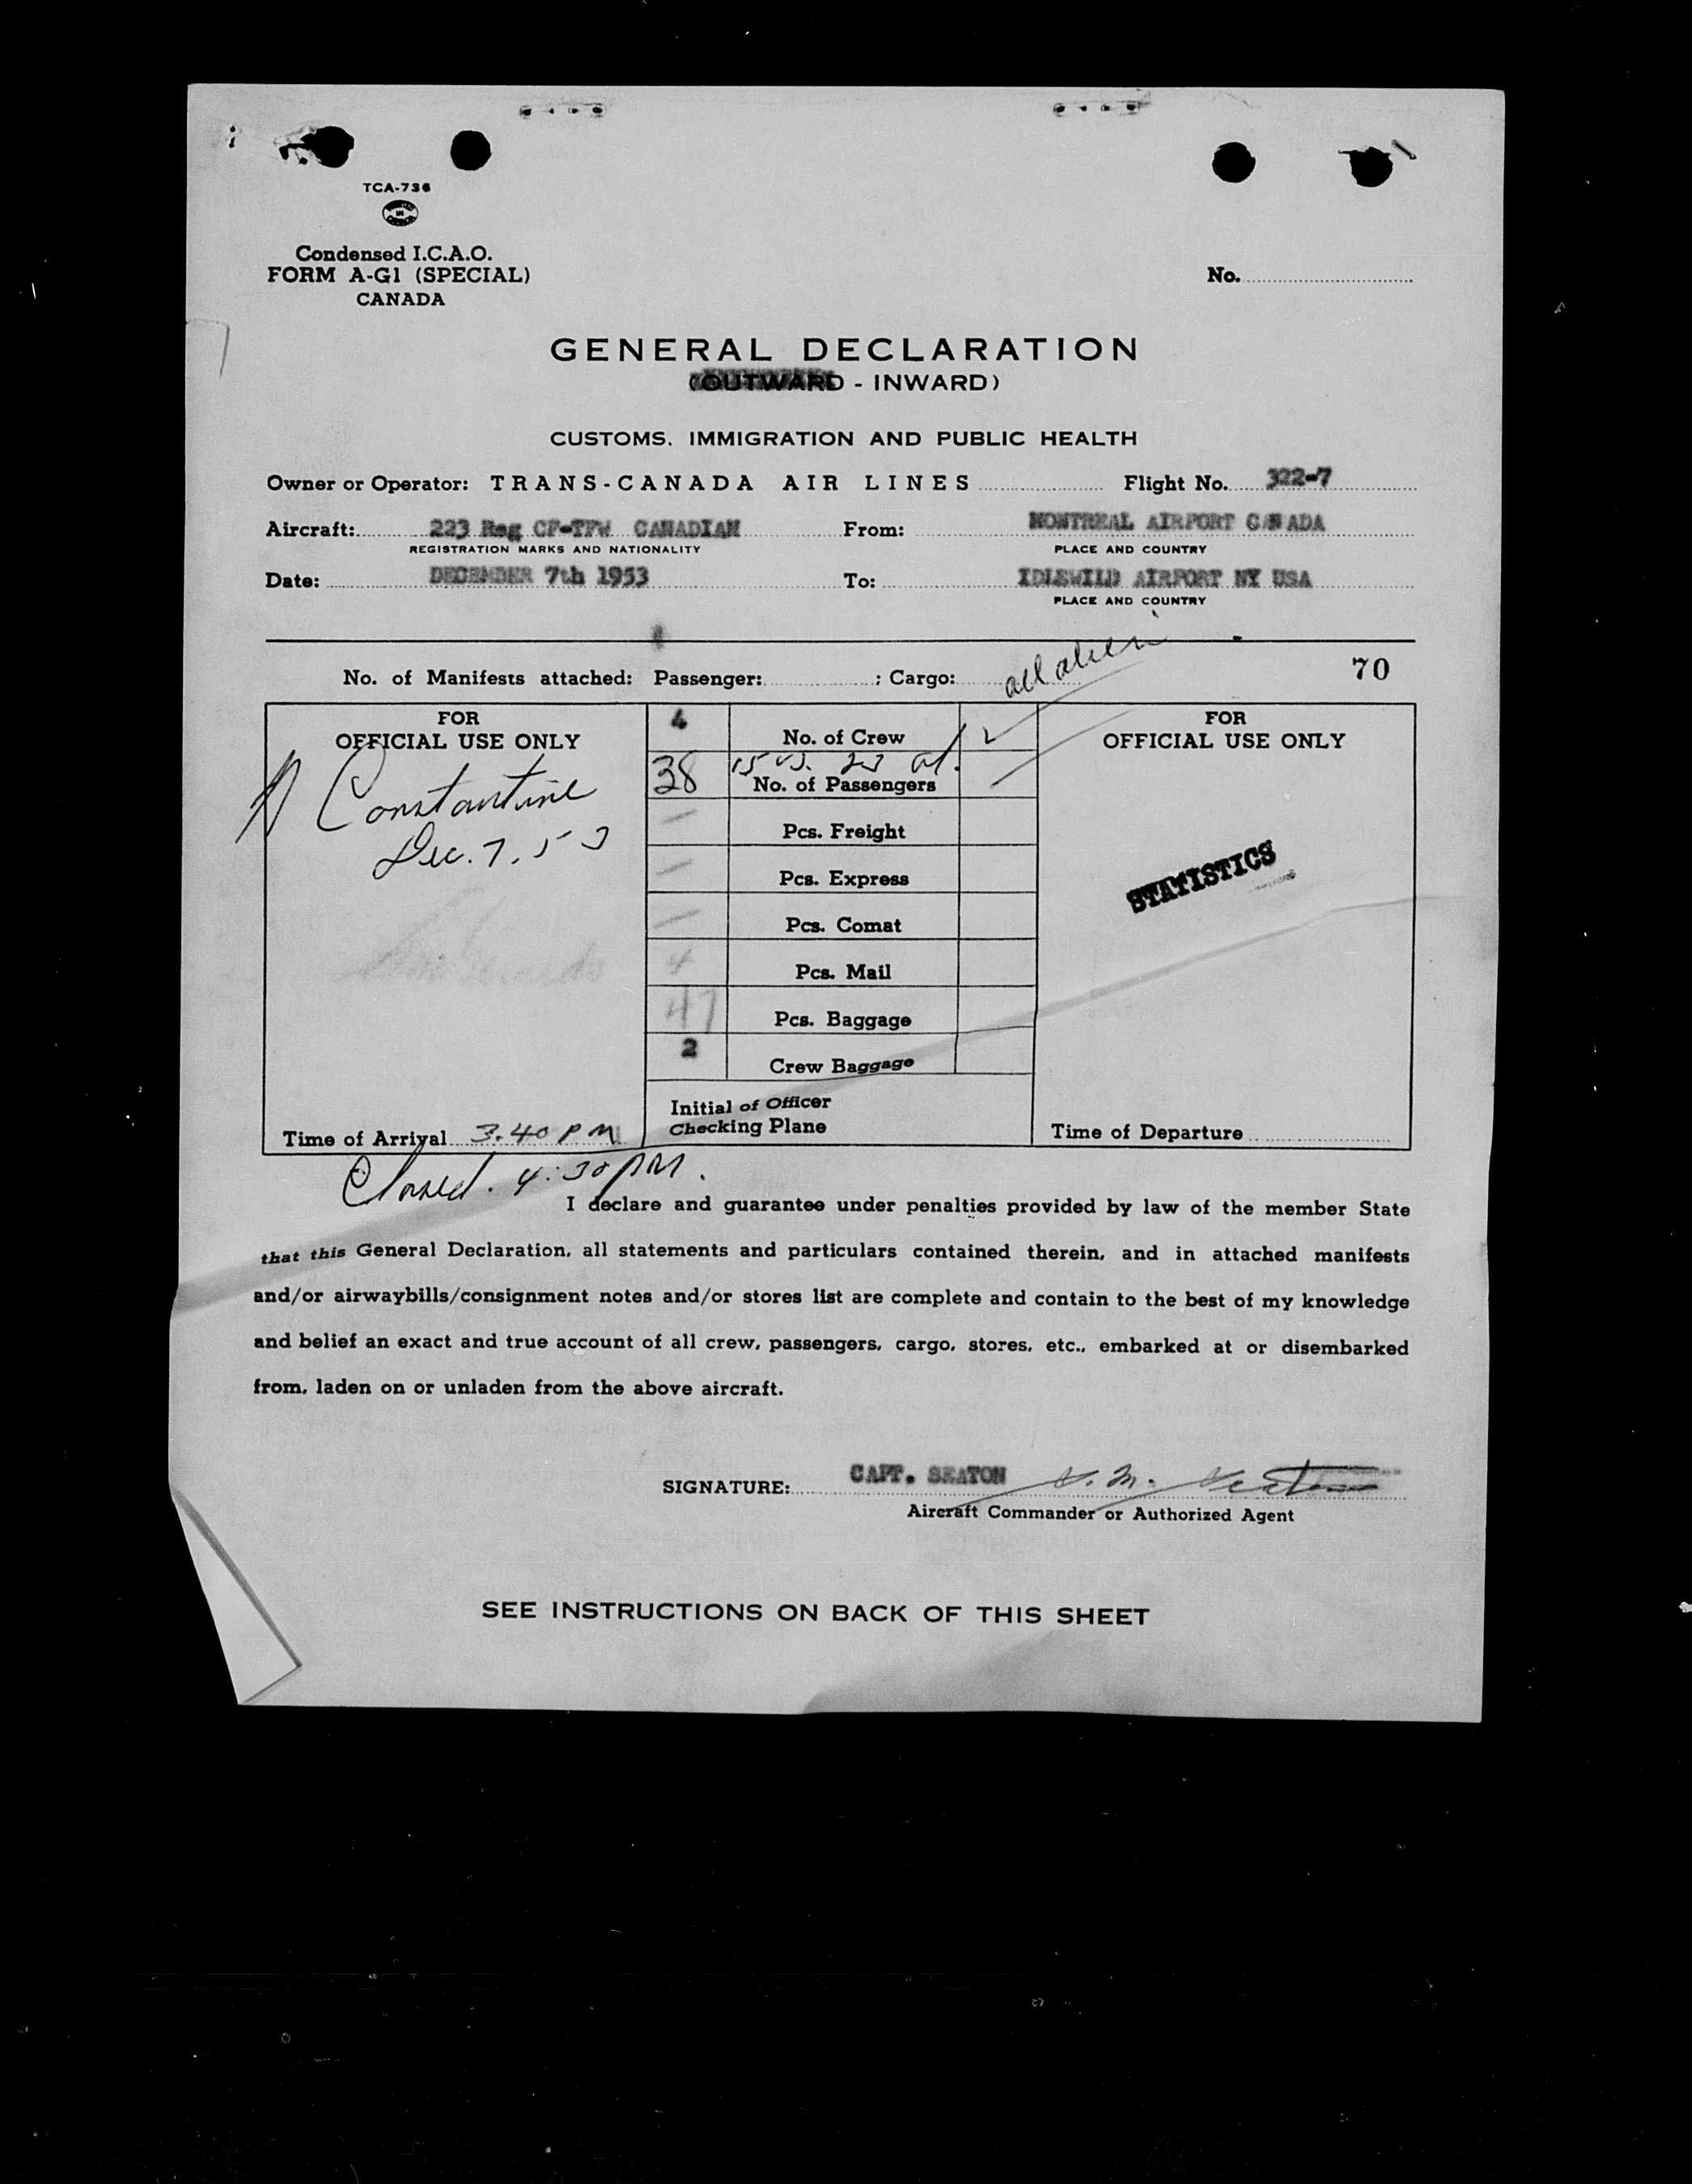 TCA-736
Condensed I.C.A.O.
FORM A-G1 (SPECIAL)
CANADA
No.
GENERAL DECLARATION
(OUTWARD - INWARD)
CUSTOMS, IMMIGRATION AND PUBLIC HEALTH
Owner or Operator: TRANS-CANADA AIR LINES Flight No. 322-7
Aircraft: 223 Reg CF-TFW CANADIAN From: MONTREAL AIRPORT CANADA
REGISTRATION MARKS AND NATIONALITY PLACE AND COUNTRY
Date: DECEMBER 7th 1953 To: IDLEWILD AIRPORT NY USA
PLACE AND COUNTRY
No. of Manifests attached: Passenger: ; Cargo: all alien 70
FOR
OFFICIAL USE ONLY
Constantine
Dec. 7. 53
Time of Arrival 3.40 PM
4 No. of Crew
38 15 US. 23 al.
No. of Passengers
Pcs. Freight
Pcs. Express
Pcs. Comat
4 Pcs. Mail
47 Pcs. Baggage
2 Crew Baggage
Initial of Officer
Checking Plane
FOR
OFFICIAL USE ONLY
STATISTICS
Time of Departure
Closed. 4:30 PM.
I declare and guarantee under penalties provided by law of the member State
that this General Declaration, all statements and particulars contained therein, and in attached manifests
and/or airwaybills/consignment notes and/or stores list are complete and contain to the best of my knowledge
and belief an exact and true account of all crew, passengers, cargo, stores, etc., embarked at or disembarked
from, laden on or unladen from the above aircraft.
SIGNATURE: CAPT. SEATON V. M. Seaton
Aircraft Commander or Authorized Agent
SEE INSTRUCTIONS ON BACK OF THIS SHEET